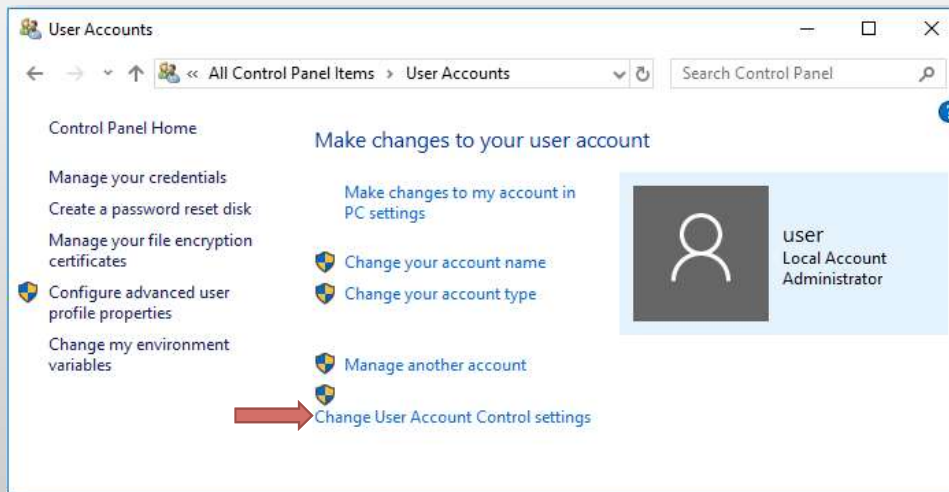 User Accounts
« All Control Panel Items › User Accounts
Search Control Panel
Control Panel Home
Manage your credentials
Create a password reset disk
Manage your file encryption
certificates
Configure advanced user
profile properties
Change my environment
variables
Make changes to your user account
Make changes to my account in
PC settings
Change your account name
Change your account type
Manage another account
Change User Account Control settings
user
Local Account
Administrator